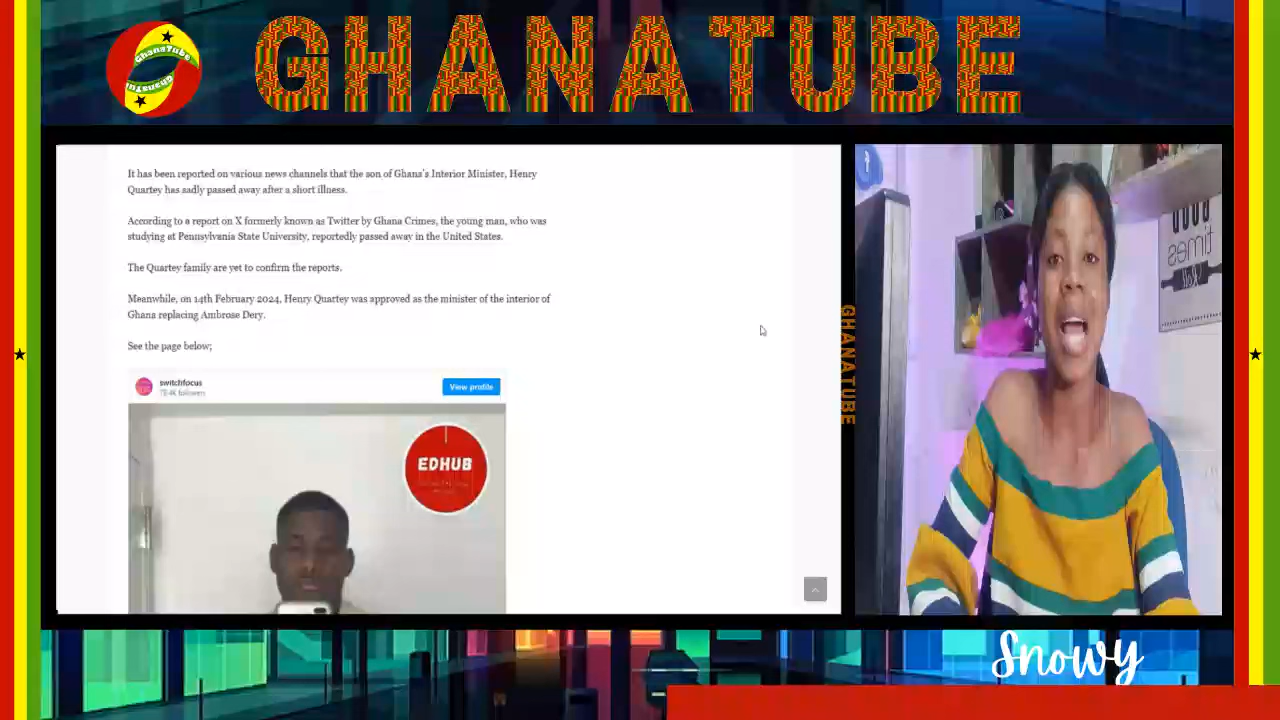 GHANATUBE
GhanaTube
GhanaTube
It has been reported on various news channels that the son of Ghana's Interior Minister, Henry
Quartey has sadly passed away after a short illness.
According to a report on X formerly known as Twitter by Ghana Crimes, the young man, who was
studying at Pennsylvania State University, reportedly passed away in the United States.
The Quartey family are yet to confirm the reports.
Meanwhile, on 14th February 2024, Henry Quartey was approved as the minister of the interior of
Ghana replacing Ambrose Dery.
See the page below;
switchfocus
followers
View profile
EDHUB
GHANATUBE
times
Snowy